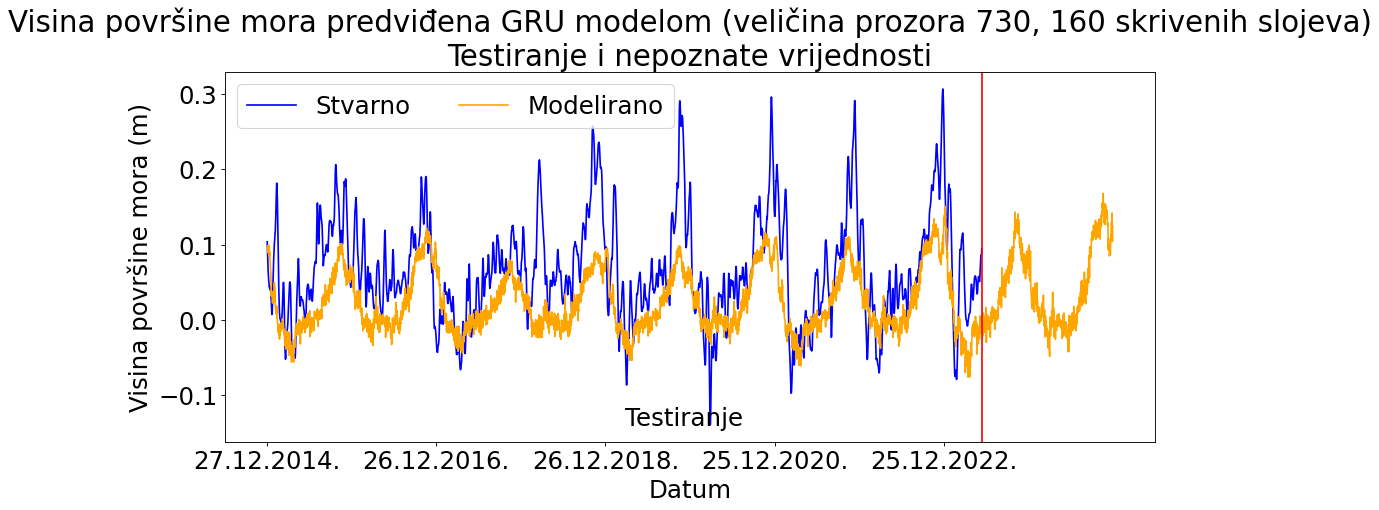 Visina površine mora predviđena GRU modelom (veličina prozora 730, 160 skrivenih slojeva)
Testiranje i nepoznate vrijednosti
Stvarno
Modelirano
Visina površine mora (m)
0.3
0.2
0.1
0.0
−0.1
Testiranje
27.12.2014.
26.12.2016.
26.12.2018.
25.12.2020.
25.12.2022.
Datum